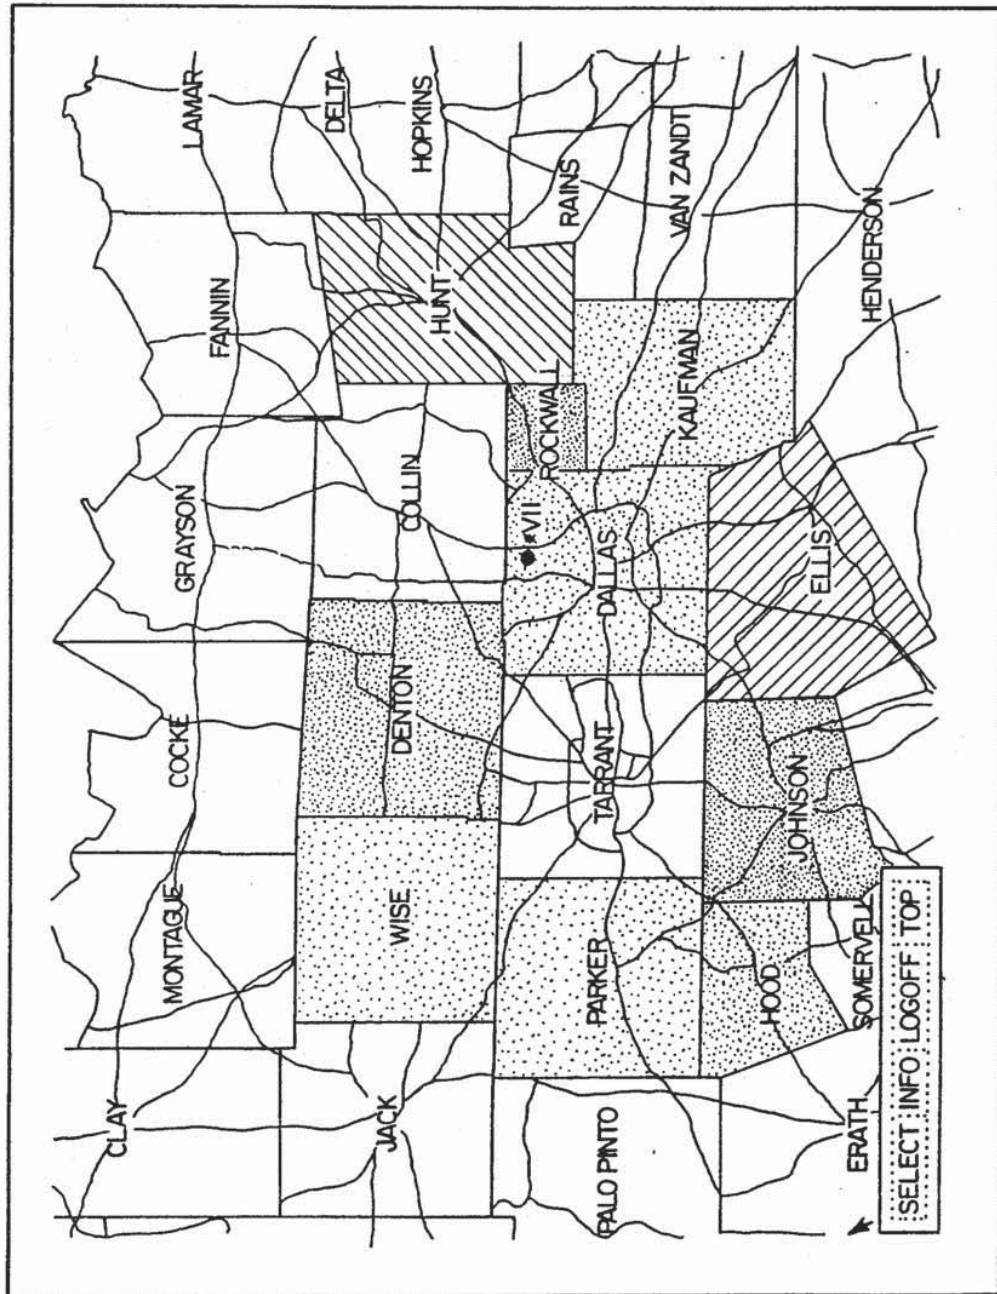 CLAY
MONTAGUE
COCKE
GRAYSON
FANNIN
LAMAR
DELTA
JACK
WISE
DENTON
COLLIN
HUNT
HOPKINS
PALO PINTO
PARKER
TARRANT
DALLAS
VII
ROCKWALL
RAINS
KAUFMAN
VAN ZANDT
ERATH
HOOD
SOMERVELL
JOHNSON
ELLIS
HENDERSON
SELECT INFO LOGOFF TOP